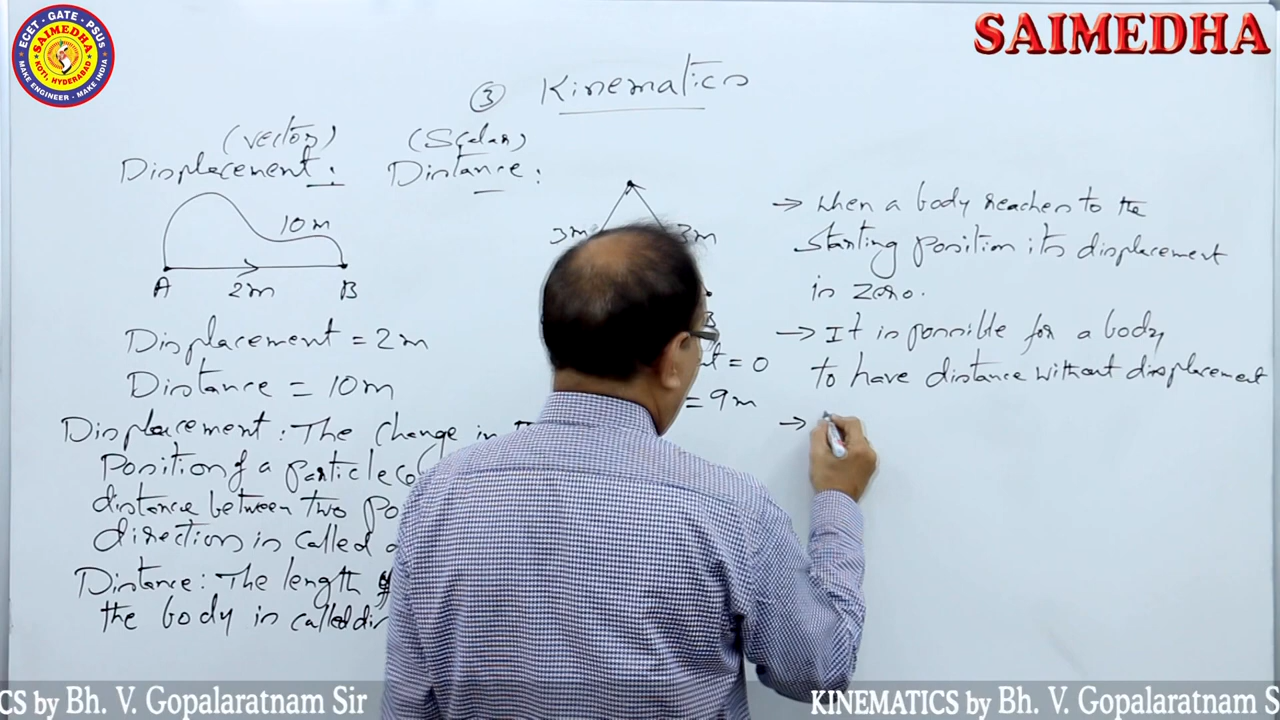 ECET - GATE - PSUs
SAIMEDHA
KOTI, HYDERABAD
MAKE ENGINEER - MAKE INDIA
SAIMEDHA
③ Kinematics
(vector) (Scalar)
Displacement : Distance :
10m
A 2m B
3m 3m
B
Displacement = 2m
Distance = 10m
t = 0
= 9m
Displacement : The change in
Position of a particle
distance between two
direction is called
Distance : The length
the body is called
→ when a body reaches to the
starting position its displacement
is zero.
→ It is possible for a body
to have distance without displacement
→
CS by Bh. V. Gopalaratnam Sir
KINEMATICS by Bh. V. Gopalaratnam S